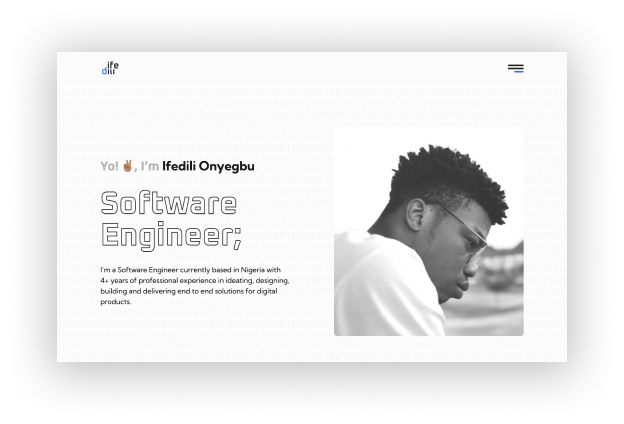 ife
dili
Yo! ✌🏽, I'm Ifedili Onyegbu
Software
Engineer;
I'm a Software Engineer currently based in Nigeria with
4+ years of professional experience in ideating, designing,
building and delivering end to end solutions for digital
products.